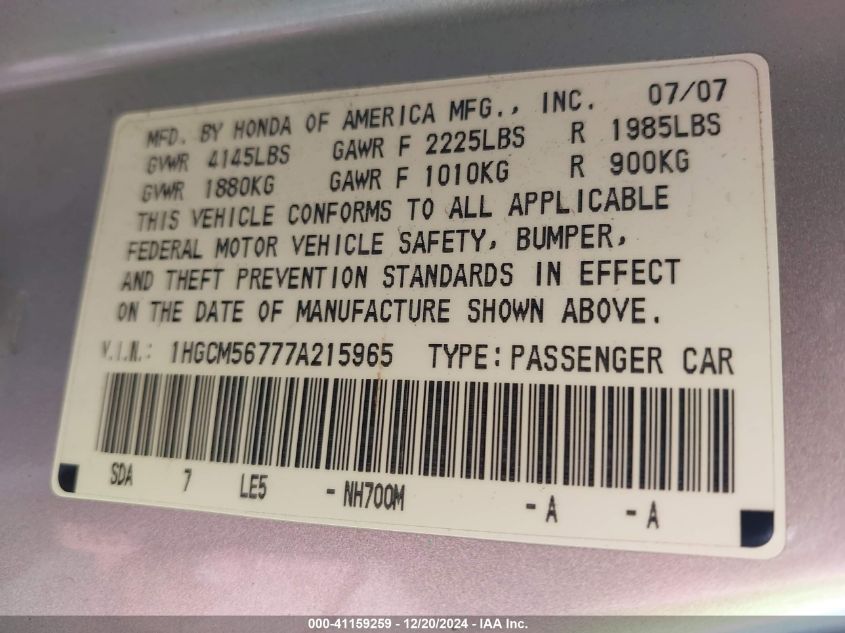 MFD. BY HONDA OF AMERICA MFG., INC. 07/07
GVWR 4145LBS GAWR F 2225LBS R 1985LBS
GVWR 1880KG GAWR F 1010KG R 900KG
THIS VEHICLE CONFORMS TO ALL APPLICABLE
FEDERAL MOTOR VEHICLE SAFETY, BUMPER,
AND THEFT PREVENTION STANDARDS IN EFFECT
ON THE DATE OF MANUFACTURE SHOWN ABOVE.
V.I.N.: 1HGCM56777A215965 TYPE: PASSENGER CAR
SDA 7 LE5 - NH700M - A - A
000-41159259 - 12/20/2024 - IAA Inc.